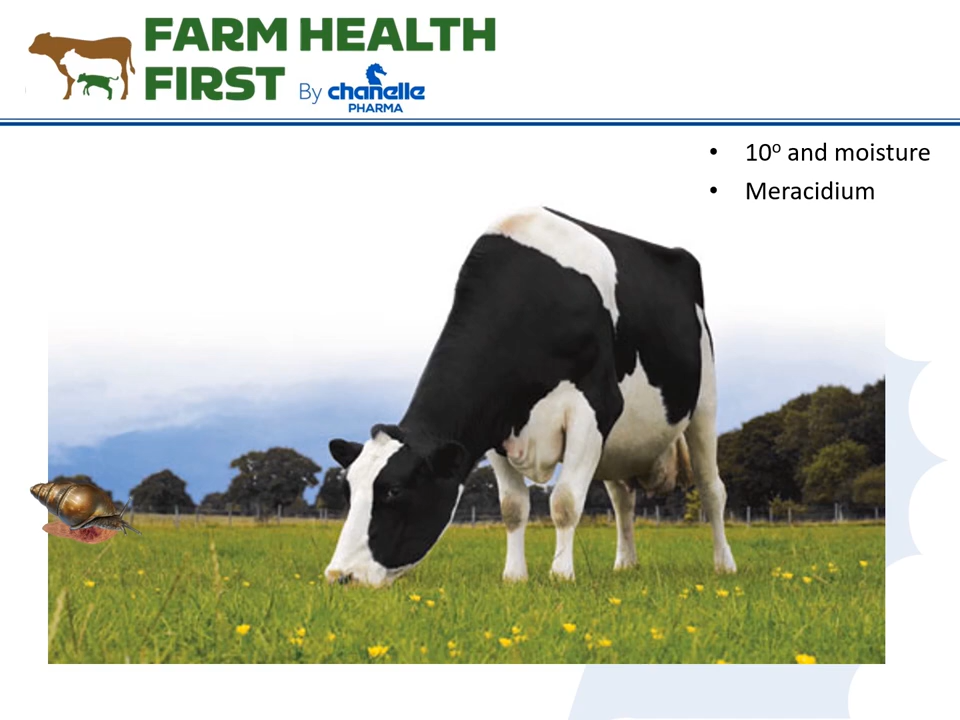 FARM HEALTH
FIRST By chanelle
PHARMA
• 10º and moisture
• Meracidium